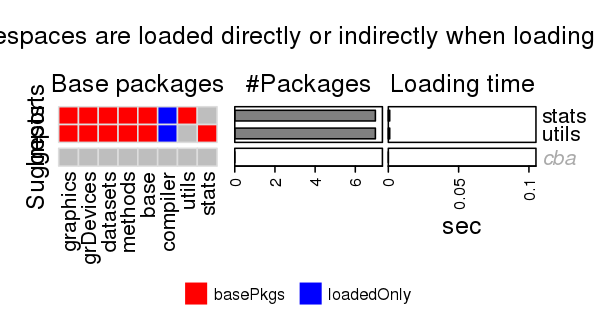 espaces are loaded directly or indirectly when loading
Base packages #Packages Loading time
Imports
Suggests
stats
utils
cba
graphics
grDevices
datasets
methods
base
compiler
utils
stats
0 2 4 6
0 0.05 0.1
sec
basePkgs loadedOnly